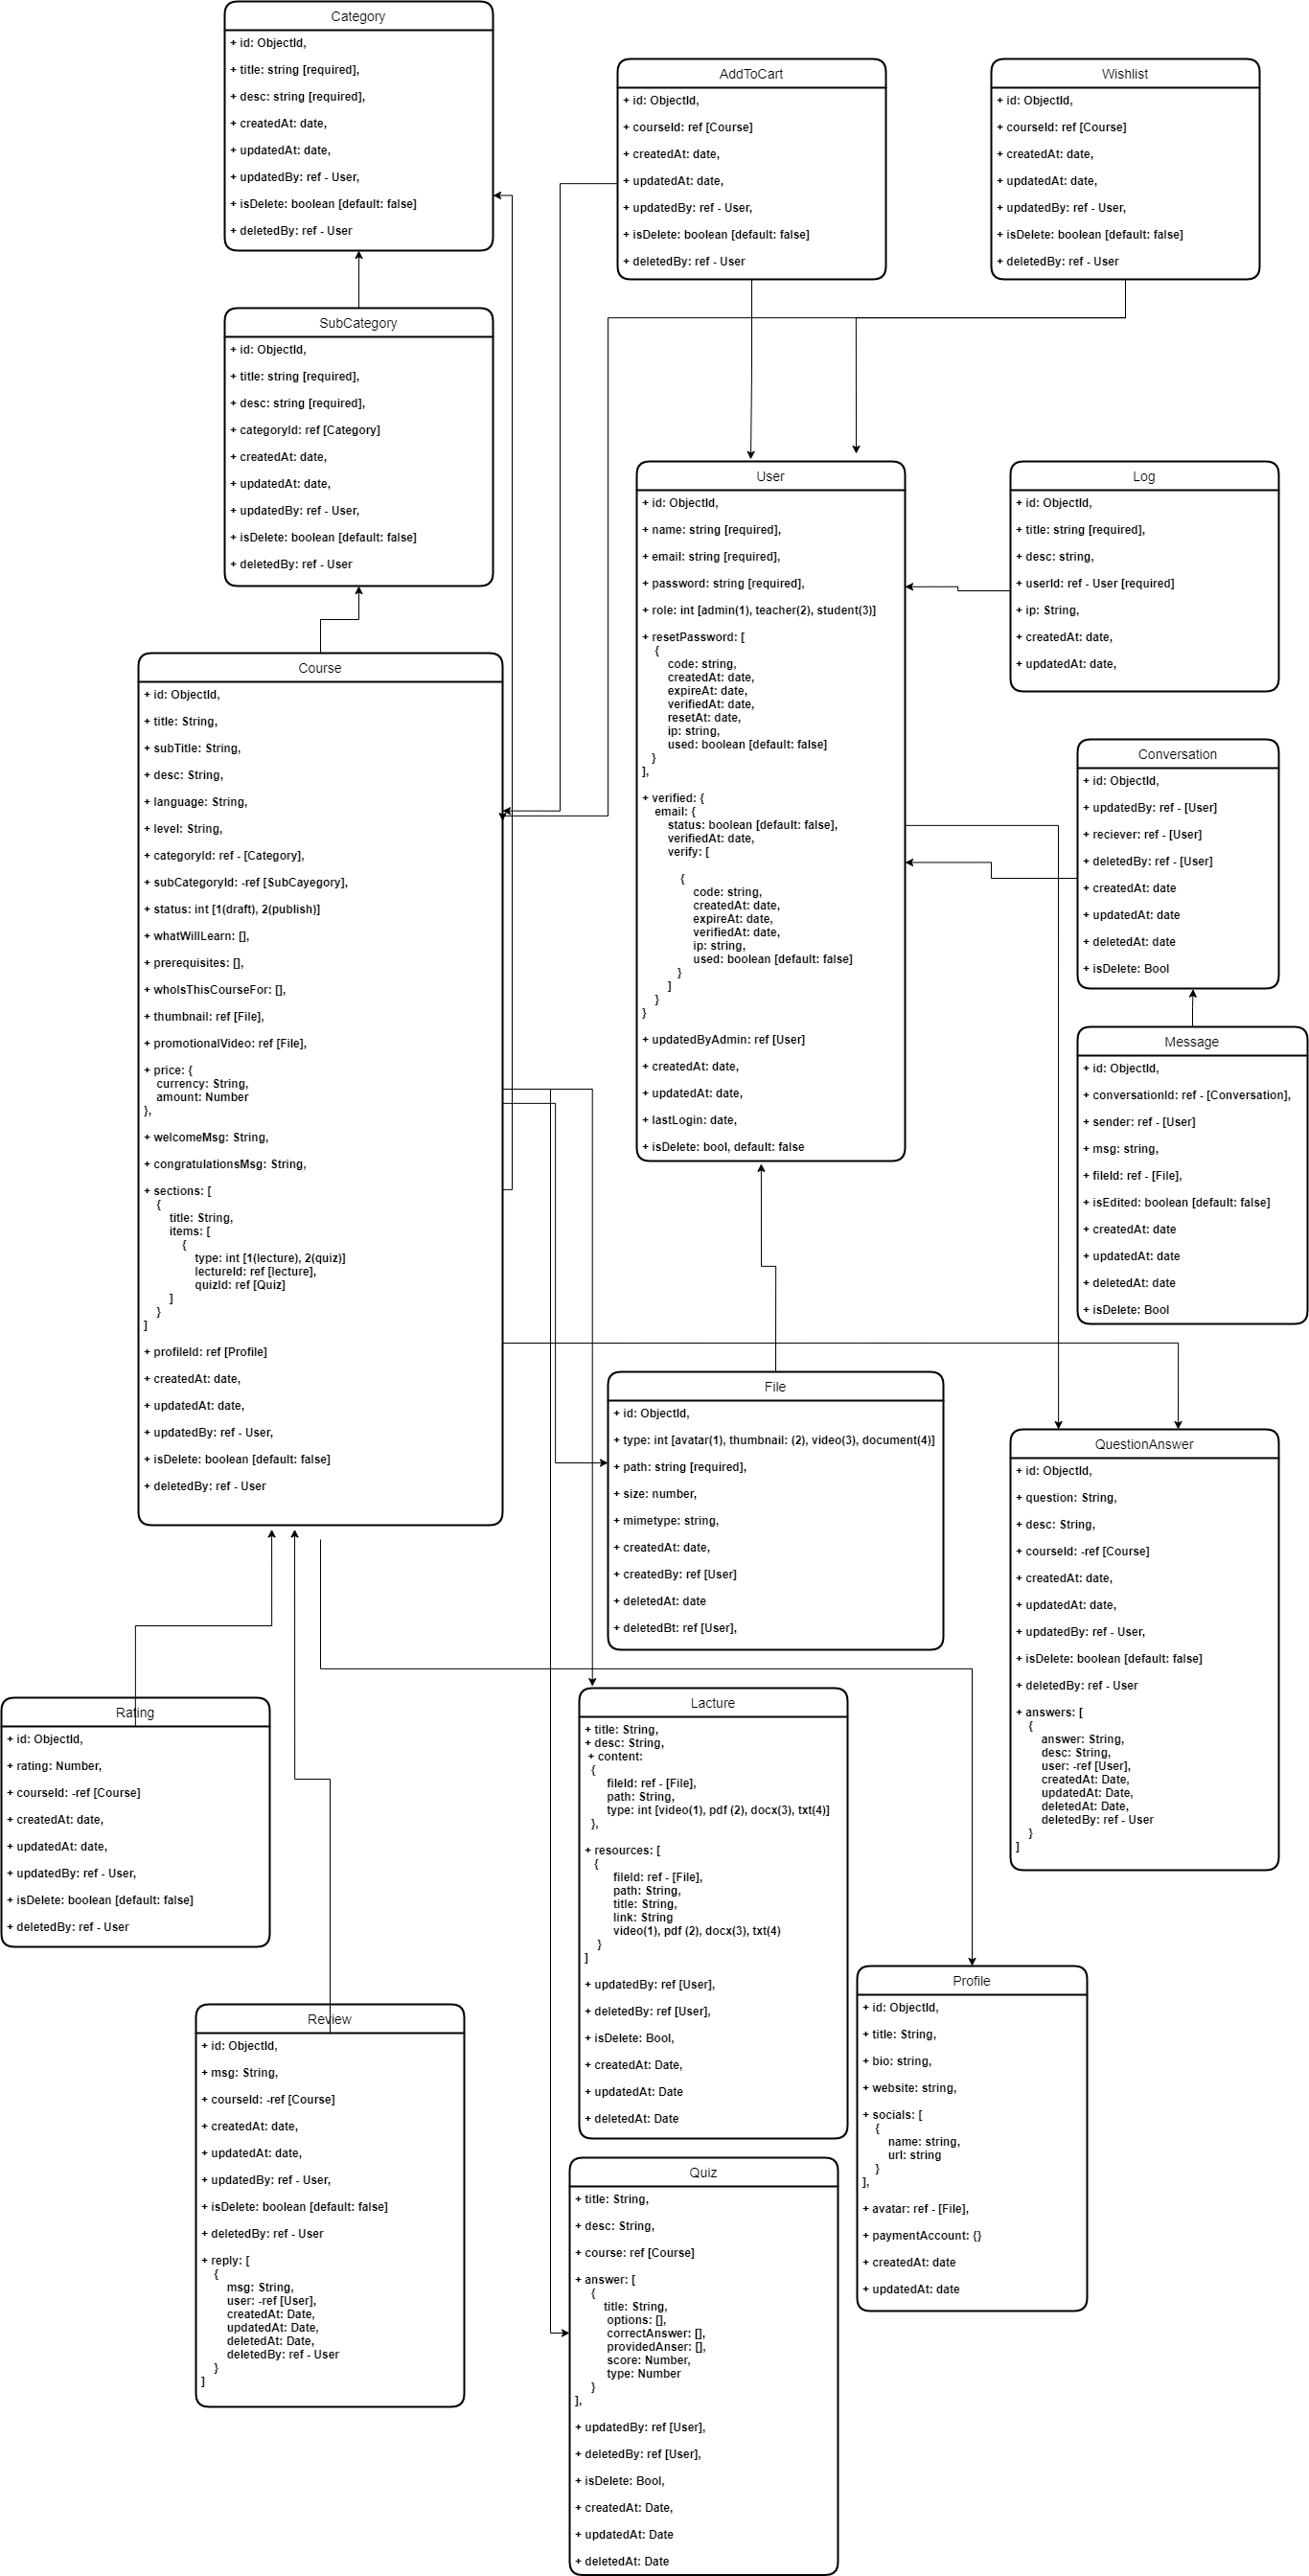 Category
+ id: ObjectId,
+ title: string [required],
+ desc: string [required],
+ createdAt: date,
+ updatedAt: date,
+ updatedBy: ref - User,
+ isDelete: boolean [default: false]
+ deletedBy: ref - User
AddToCart
+ id: ObjectId,
+ courseId: ref [Course]
+ createdAt: date,
+ updatedAt: date,
+ updatedBy: ref - User,
+ isDelete: boolean [default: false]
+ deletedBy: ref - User
Wishlist
+ id: ObjectId,
+ courseId: ref [Course]
+ createdAt: date,
+ updatedAt: date,
+ updatedBy: ref - User,
+ isDelete: boolean [default: false]
+ deletedBy: ref - User
SubCategory
+ id: ObjectId,
+ title: string [required],
+ desc: string [required],
+ categoryId: ref [Category]
+ createdAt: date,
+ updatedAt: date,
+ updatedBy: ref - User,
+ isDelete: boolean [default: false]
+ deletedBy: ref - User
User
+ id: ObjectId,
+ name: string [required],
+ email: string [required],
+ password: string [required],
+ role: int [admin(1), teacher(2), student(3)]
+ resetPassword: [
{
code: string,
createdAt: date,
expireAt: date,
verifiedAt: date,
resetAt: date,
ip: string,
used: boolean [default: false]
}
],
+ verified: {
email: {
status: boolean [default: false],
verifiedAt: date,
verify: [
{
code: string,
createdAt: date,
expireAt: date,
verifiedAt: date,
ip: string,
used: boolean [default: false]
}
]
}
}
+ updatedByAdmin: ref [User]
+ createdAt: date,
+ updatedAt: date,
+ lastLogin: date,
+ isDelete: bool, default: false
Log
+ id: ObjectId,
+ title: string [required],
+ desc: string,
+ userId: ref - User [required]
+ ip: String,
+ createdAt: date,
+ updatedAt: date,
Course
+ id: ObjectId,
+ title: String,
+ subTitle: String,
+ desc: String,
+ language: String,
+ level: String,
+ categoryId: ref - [Category],
+ subCategoryId: -ref [SubCayegory],
+ status: int [1(draft), 2(publish)]
+ whatWillLearn: [],
+ prerequisites: [],
+ whoIsThisCourseFor: [],
+ thumbnail: ref [File],
+ promotionalVideo: ref [File],
+ price: {
currency: String,
amount: Number
},
+ welcomeMsg: String,
+ congratulationsMsg: String,
+ sections: [
{
title: String,
items: [
{
type: int [1(lecture), 2(quiz)]
lectureId: ref [lecture],
quizId: ref [Quiz]
]
}
]
+ profileId: ref [Profile]
+ createdAt: date,
+ updatedAt: date,
+ updatedBy: ref - User,
+ isDelete: boolean [default: false]
+ deletedBy: ref - User
Conversation
+ id: ObjectId,
+ updatedBy: ref - [User]
+ reciever: ref - [User]
+ deletedBy: ref - [User]
+ createdAt: date
+ updatedAt: date
+ deletedAt: date
+ isDelete: Bool
Message
+ id: ObjectId,
+ conversationId: ref - [Conversation],
+ sender: ref - [User]
+ msg: string,
+ fileId: ref - [File],
+ isEdited: boolean [default: false]
+ createdAt: date
+ updatedAt: date
+ deletedAt: date
+ isDelete: Bool
File
+ id: ObjectId,
+ type: int [avatar(1), thumbnail: (2), video(3), document(4)]
+ path: string [required],
+ size: number,
+ mimetype: string,
+ createdAt: date,
+ createdBy: ref [User]
+ deletedAt: date
+ deletedBt: ref [User],
QuestionAnswer
+ id: ObjectId,
+ question: String,
+ desc: String,
+ courseId: -ref [Course]
+ createdAt: date,
+ updatedAt: date,
+ updatedBy: ref - User,
+ isDelete: boolean [default: false]
+ deletedBy: ref - User
+ answers: [
{
answer: String,
desc: String,
user: -ref [User],
createdAt: Date,
updatedAt: Date,
deletedAt: Date,
deletedBy: ref - User
}
]
Rating
+ id: ObjectId,
+ rating: Number,
+ courseId: -ref [Course]
+ createdAt: date,
+ updatedAt: date,
+ updatedBy: ref - User,
+ isDelete: boolean [default: false]
+ deletedBy: ref - User
Lacture
+ title: String,
+ desc: String,
+ content:
{
fileId: ref - [File],
path: String,
type: int [video(1), pdf (2), docx(3), txt(4)]
},
+ resources: [
{
fileId: ref - [File],
path: String,
title: String,
link: String
video(1), pdf (2), docx(3), txt(4)
}
]
+ updatedBy: ref [User],
+ deletedBy: ref [User],
+ isDelete: Bool,
+ createdAt: Date,
+ updatedAt: Date
+ deletedAt: Date
Profile
+ id: ObjectId,
+ title: String,
+ bio: string,
+ website: string,
+ socials: [
{
name: string,
url: string
}
],
+ avatar: ref - [File],
+ paymentAccount: {}
+ createdAt: date
+ updatedAt: date
Review
+ id: ObjectId,
+ msg: String,
+ courseId: -ref [Course]
+ createdAt: date,
+ updatedAt: date,
+ updatedBy: ref - User,
+ isDelete: boolean [default: false]
+ deletedBy: ref - User
+ reply: [
{
msg: String,
user: -ref [User],
createdAt: Date,
updatedAt: Date,
deletedAt: Date,
deletedBy: ref - User
}
]
Quiz
+ title: String,
+ desc: String,
+ course: ref [Course]
+ answer: [
{
title: String,
options: [],
correctAnswer: [],
providedAnser: [],
score: Number,
type: Number
}
],
+ updatedBy: ref [User],
+ deletedBy: ref [User],
+ isDelete: Bool,
+ createdAt: Date,
+ updatedAt: Date
+ deletedAt: Date